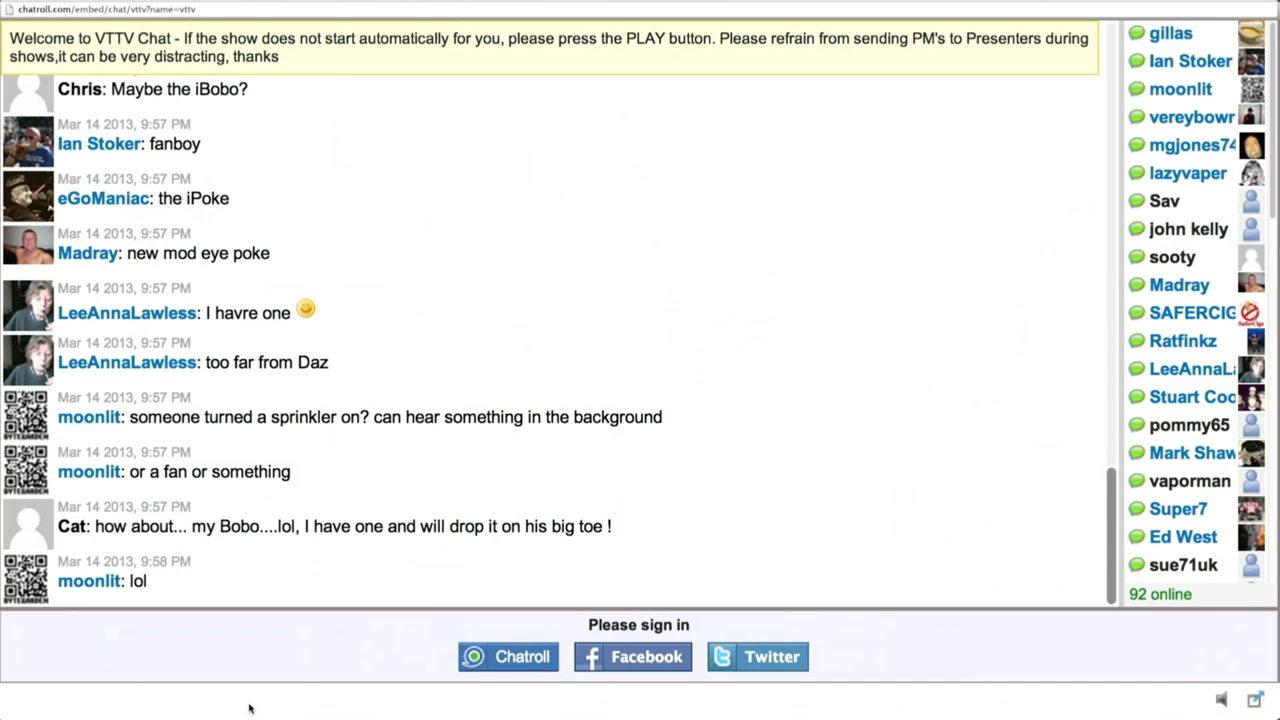 chatroll.com/embed/chat/vttv?name=vttv
Welcome to VTTV Chat - If the show does not start automatically for you, please press the PLAY button. Please refrain from sending PM's to Presenters during
shows,it can be very distracting, thanks
Chris: Maybe the iBobo?
Mar 14 2013, 9:57 PM
Ian Stoker: fanboy
Mar 14 2013, 9:57 PM
eGoManiac: the iPoke
Mar 14 2013, 9:57 PM
Madray: new mod eye poke
Mar 14 2013, 9:57 PM
LeeAnnaLawless: I havre one
Mar 14 2013, 9:57 PM
LeeAnnaLawless: too far from Daz
Mar 14 2013, 9:57 PM
moonlit: someone turned a sprinkler on? can hear something in the background
Mar 14 2013, 9:57 PM
moonlit: or a fan or something
Mar 14 2013, 9:57 PM
Cat: how about... my Bobo....lol, I have one and will drop it on his big toe !
Mar 14 2013, 9:58 PM
moonlit: lol
gillas
Ian Stoker
moonlit
vereybowr
mgjones74
lazyvaper
Sav
john kelly
sooty
Madray
SAFERCIG
Ratfinkz
LeeAnnaLa
Stuart Coo
pommy65
Mark Shaw
vaporman
Super7
Ed West
sue71uk
92 online
Please sign in
Chatroll
Facebook
Twitter